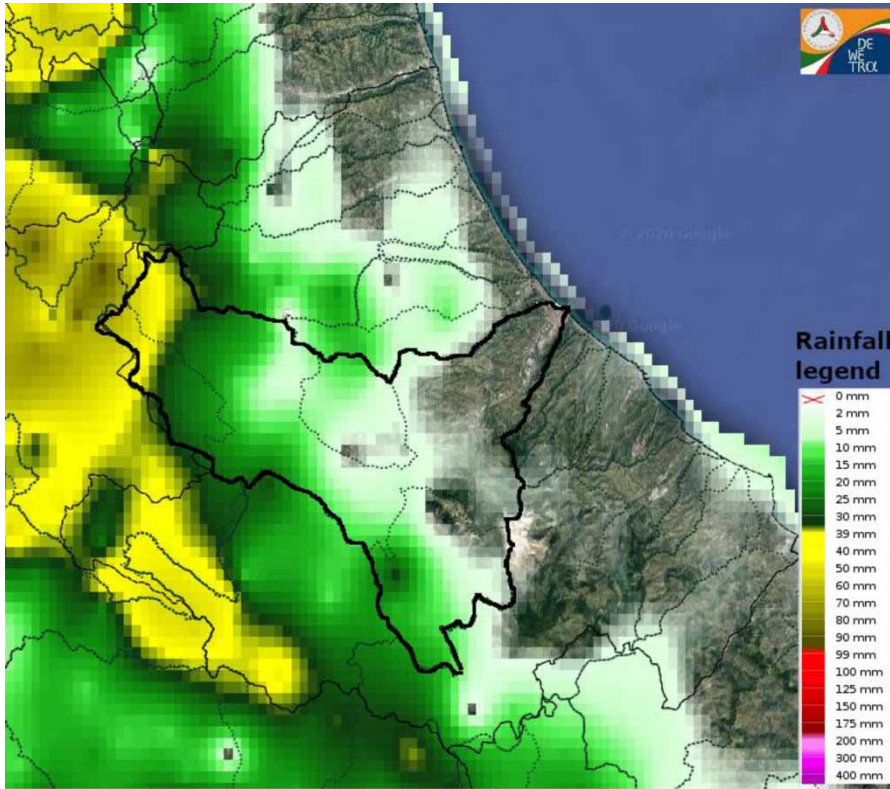 DE
WE
TRα
© 2020 Google
Google
Rainfall
legend
0 mm
2 mm
5 mm
10 mm
15 mm
20 mm
25 mm
30 mm
39 mm
40 mm
50 mm
60 mm
70 mm
80 mm
90 mm
99 mm
100 mm
125 mm
150 mm
175 mm
200 mm
300 mm
400 mm